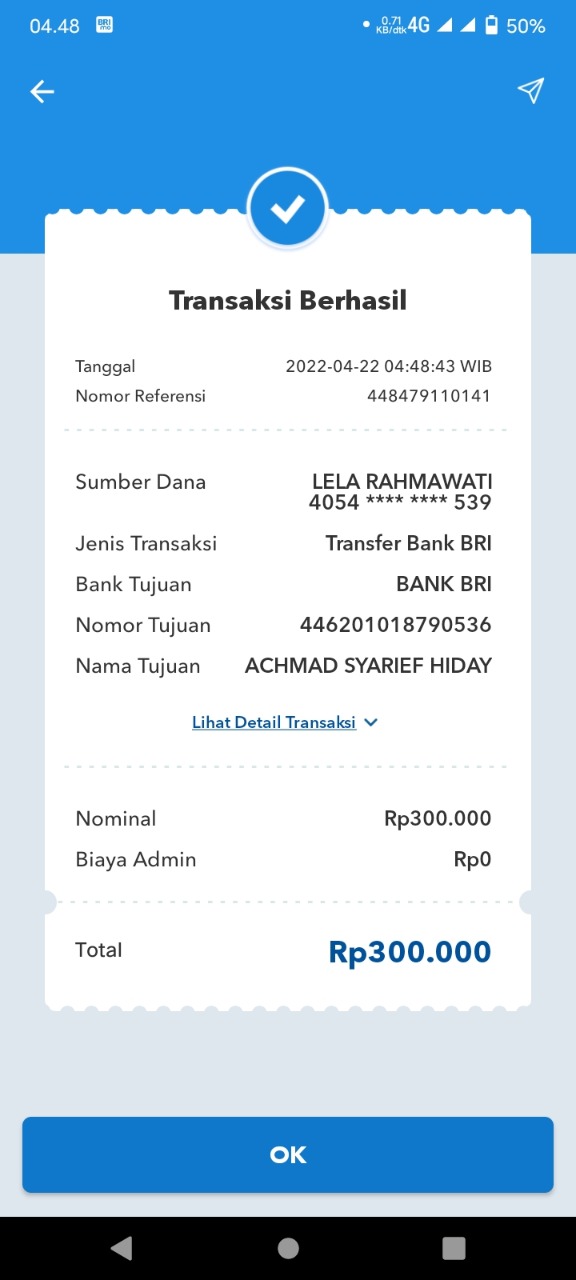 04.48 BRI mo 0.71 KB/dtk 4G 50%
Transaksi Berhasil
Tanggal 2022-04-22 04:48:43 WIB
Nomor Referensi 448479110141
Sumber Dana LELA RAHMAWATI
4054 **** **** 539
Jenis Transaksi Transfer Bank BRI
Bank Tujuan BANK BRI
Nomor Tujuan 446201018790536
Nama Tujuan ACHMAD SYARIEF HIDAY
Lihat Detail Transaksi
Nominal Rp300.000
Biaya Admin Rp0
Total Rp300.000
OK